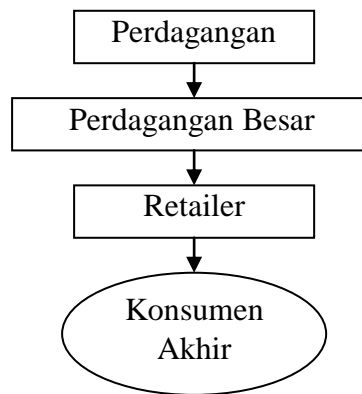 Perdagangan
Perdagangan Besar
Retailer
Konsumen
Akhir